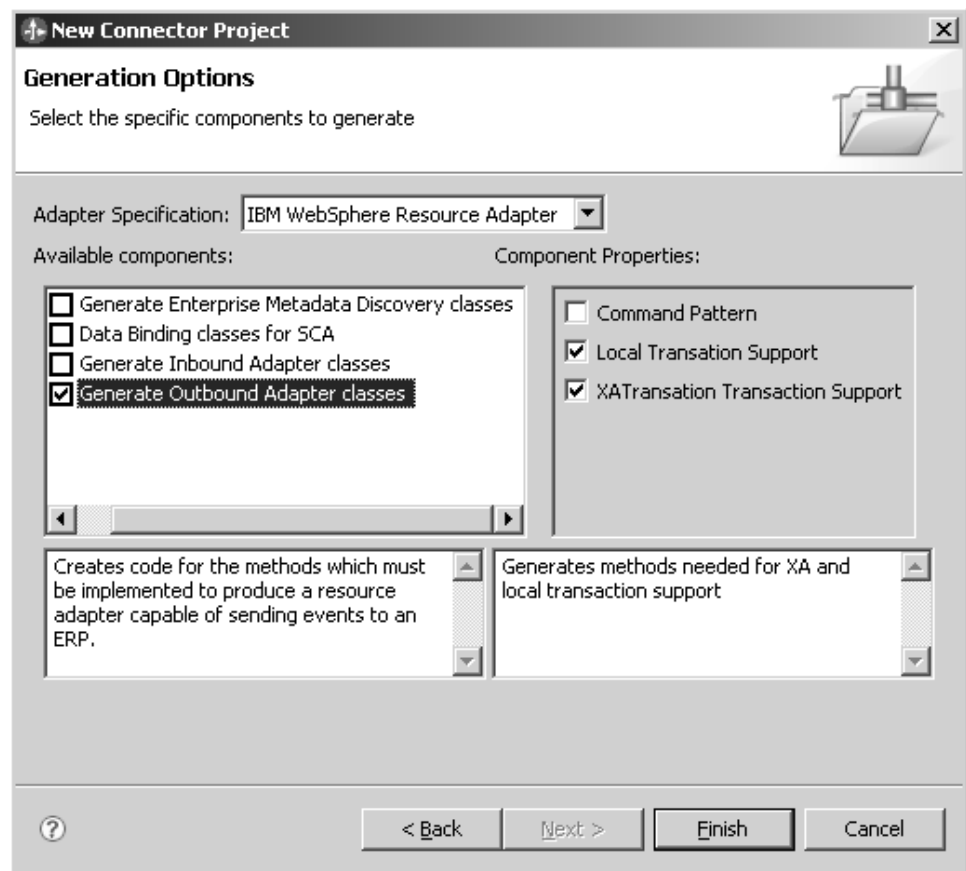 New Connector Project
Generation Options
Select the specific components to generate
Adapter Specification: IBM WebSphere Resource Adapter
Available components:
Component Properties:
Generate Enterprise Metadata Discovery classes
Data Binding classes for SCA
Generate Inbound Adapter classes
Generate Outbound Adapter classes
Command Pattern
Local Transation Support
XATransation Transaction Support
Creates code for the methods which must
be implemented to produce a resource
adapter capable of sending events to an
ERP.
Generates methods needed for XA and
local transaction support
?
< Back
Next >
Finish
Cancel